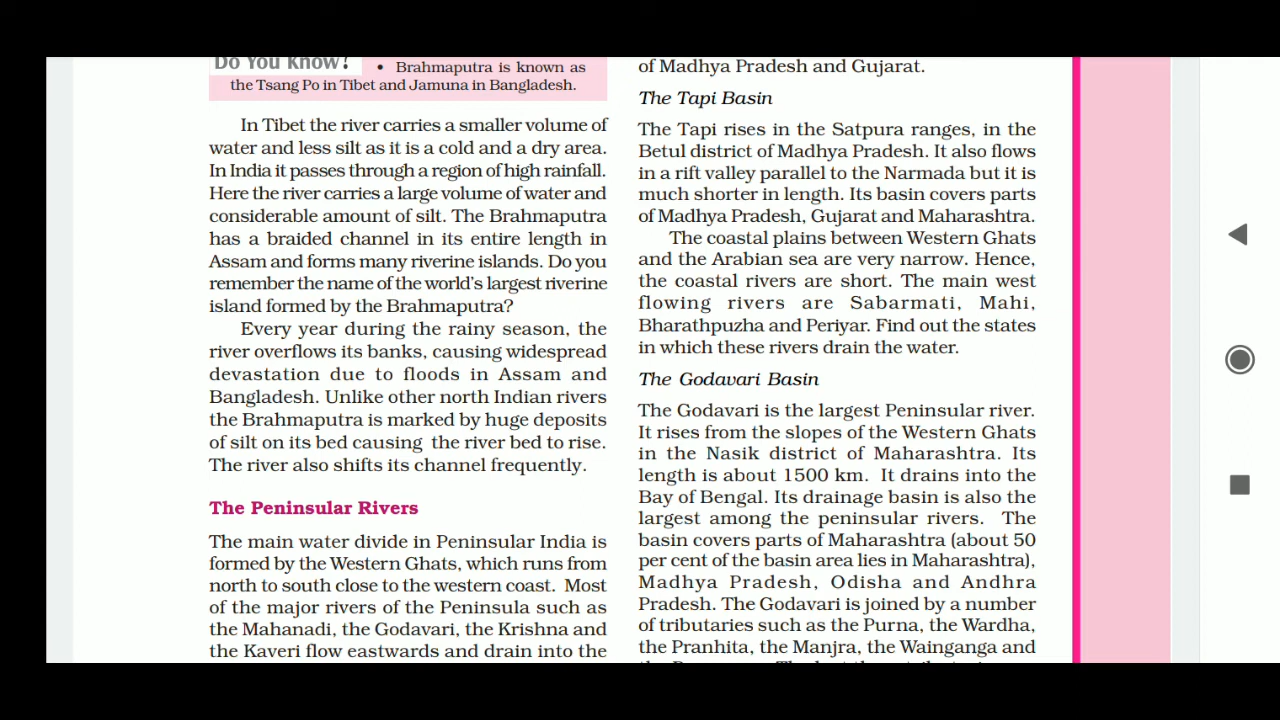 Do You know?
• Brahmaputra is known as
the Tsang Po in Tibet and Jamuna in Bangladesh.
In Tibet the river carries a smaller volume of
water and less silt as it is a cold and a dry area.
In India it passes through a region of high rainfall.
Here the river carries a large volume of water and
considerable amount of silt. The Brahmaputra
has a braided channel in its entire length in
Assam and forms many riverine islands. Do you
remember the name of the world's largest riverine
island formed by the Brahmaputra?
Every year during the rainy season, the
river overflows its banks, causing widespread
devastation due to floods in Assam and
Bangladesh. Unlike other north Indian rivers
the Brahmaputra is marked by huge deposits
of silt on its bed causing the river bed to rise.
The river also shifts its channel frequently.
The Peninsular Rivers
The main water divide in Peninsular India is
formed by the Western Ghats, which runs from
north to south close to the western coast. Most
of the major rivers of the Peninsula such as
the Mahanadi, the Godavari, the Krishna and
the Kaveri flow eastwards and drain into the
of Madhya Pradesh and Gujarat.
The Tapi Basin
The Tapi rises in the Satpura ranges, in the
Betul district of Madhya Pradesh. It also flows
in a rift valley parallel to the Narmada but it is
much shorter in length. Its basin covers parts
of Madhya Pradesh, Gujarat and Maharashtra.
The coastal plains between Western Ghats
and the Arabian sea are very narrow. Hence,
the coastal rivers are short. The main west
flowing rivers are Sabarmati, Mahi,
Bharathpuzha and Periyar. Find out the states
in which these rivers drain the water.
The Godavari Basin
The Godavari is the largest Peninsular river.
It rises from the slopes of the Western Ghats
in the Nasik district of Maharashtra. Its
length is about 1500 km. It drains into the
Bay of Bengal. Its drainage basin is also the
largest among the peninsular rivers. The
basin covers parts of Maharashtra (about 50
per cent of the basin area lies in Maharashtra),
Madhya Pradesh, Odisha and Andhra
Pradesh. The Godavari is joined by a number
of tributaries such as the Purna, the Wardha,
the Pranhita, the Manjra, the Wainganga and